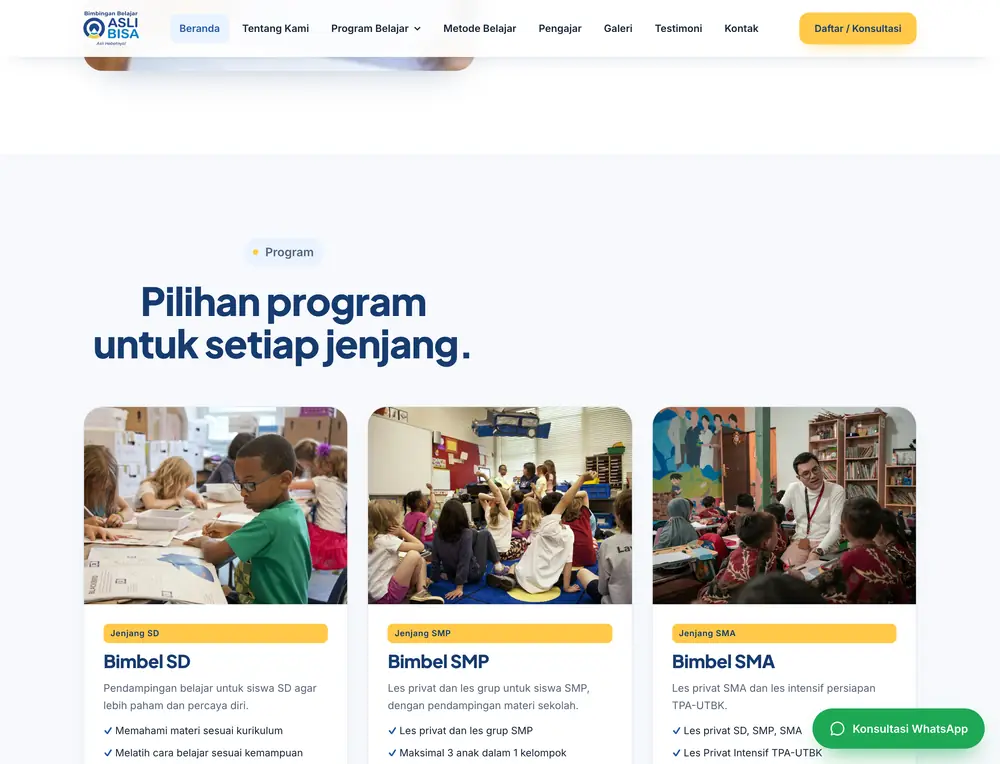 Bimbingan Belajar
ASLI
BISA
Asli Hebatnya!
Beranda
Tentang Kami
Program Belajar
Metode Belajar
Pengajar
Galeri
Testimoni
Kontak
Daftar / Konsultasi
Program
Pilihan program
untuk setiap jenjang.
Jenjang SD
Bimbel SD
Pendampingan belajar untuk siswa SD agar
lebih paham dan percaya diri.
Memahami materi sesuai kurikulum
Melatih cara belajar sesuai kemampuan
Jenjang SMP
Bimbel SMP
Les privat dan les grup untuk siswa SMP,
dengan pendampingan materi sekolah.
Les privat dan les grup SMP
Maksimal 3 anak dalam 1 kelompok
Jenjang SMA
Bimbel SMA
Les privat SMA dan les intensif persiapan
TPA-UTBK.
Les privat SD, SMP, SMA
Les Privat Intensif TPA-UTBK
Konsultasi WhatsApp